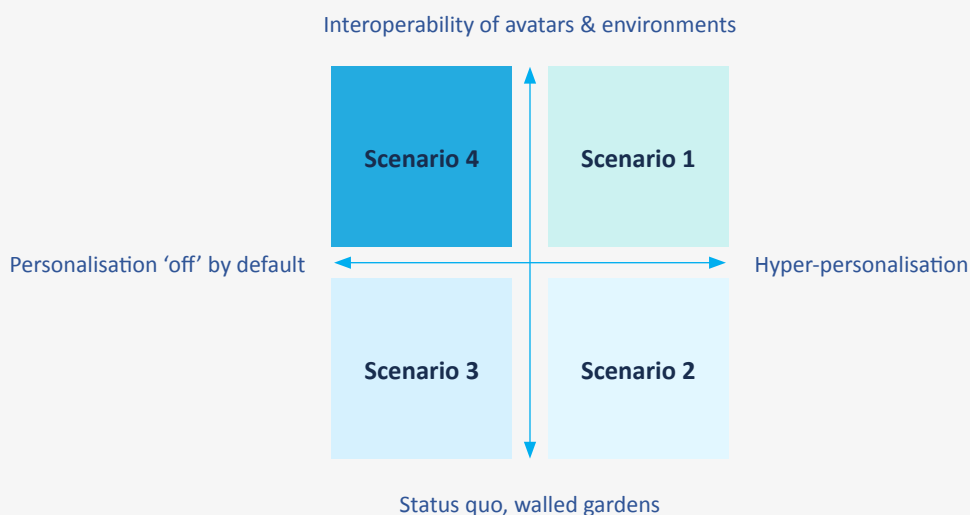 Interoperability of avatars & environments
Scenario 4
Scenario 1
Personalisation ‘off’ by default
Hyper-personalisation
Scenario 3
Scenario 2
Status quo, walled gardens